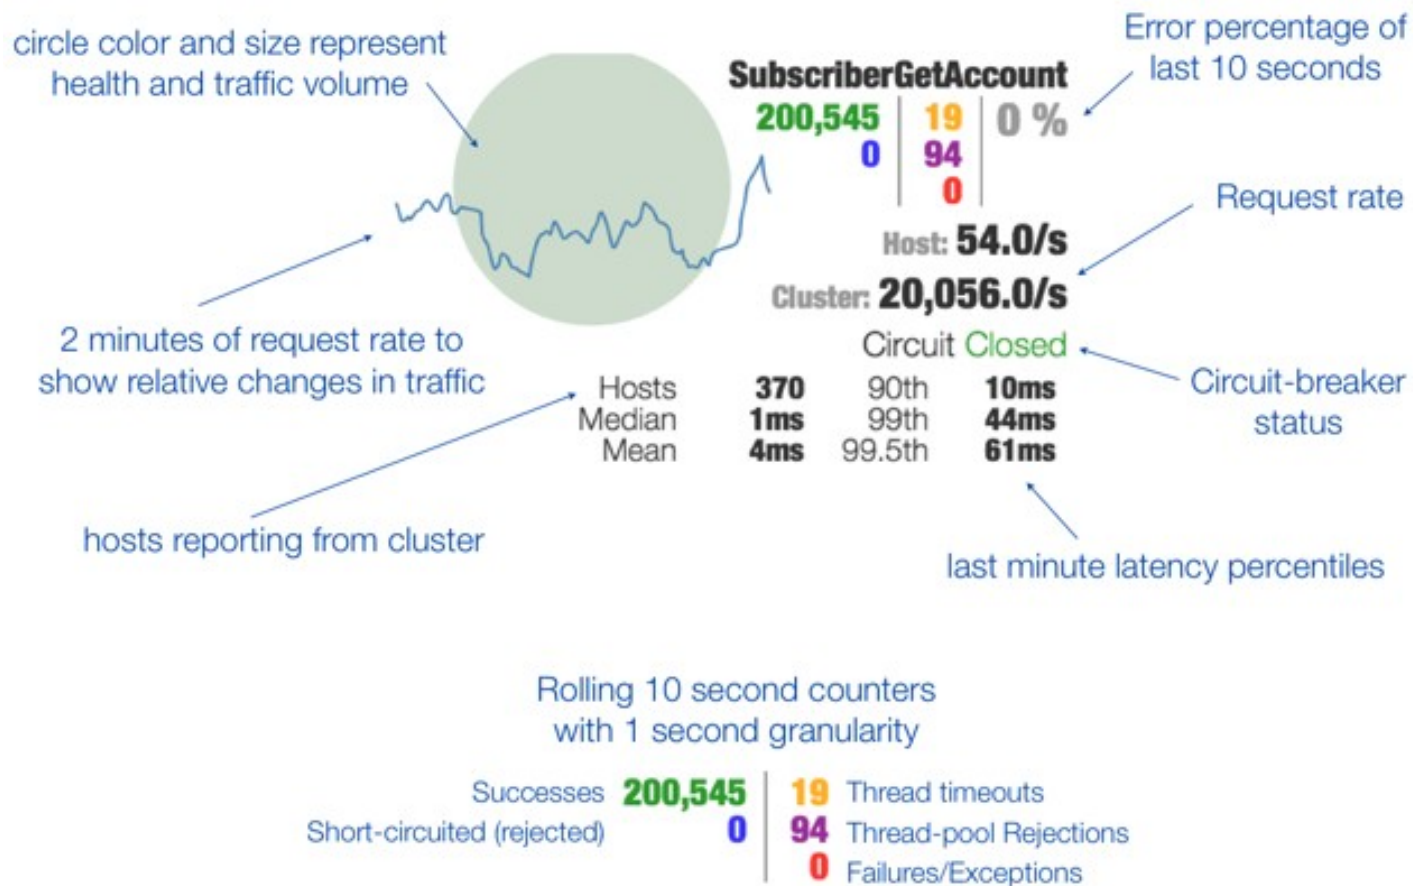 circle color and size represent
health and traffic volume
Error percentage of
last 10 seconds
SubscriberGetAccount
200,545 19 0 %
0 94
0
Request rate
Host: 54.0/s
Cluster: 20,056.0/s
2 minutes of request rate to
show relative changes in traffic
Circuit Closed
Circuit-breaker
status
Hosts 370 90th 10ms
Median 1ms 99th 44ms
Mean 4ms 99.5th 61ms
hosts reporting from cluster
last minute latency percentiles
Rolling 10 second counters
with 1 second granularity
Successes 200,545 19 Thread timeouts
Short-circuited (rejected) 0 94 Thread-pool Rejections
0 Failures/Exceptions